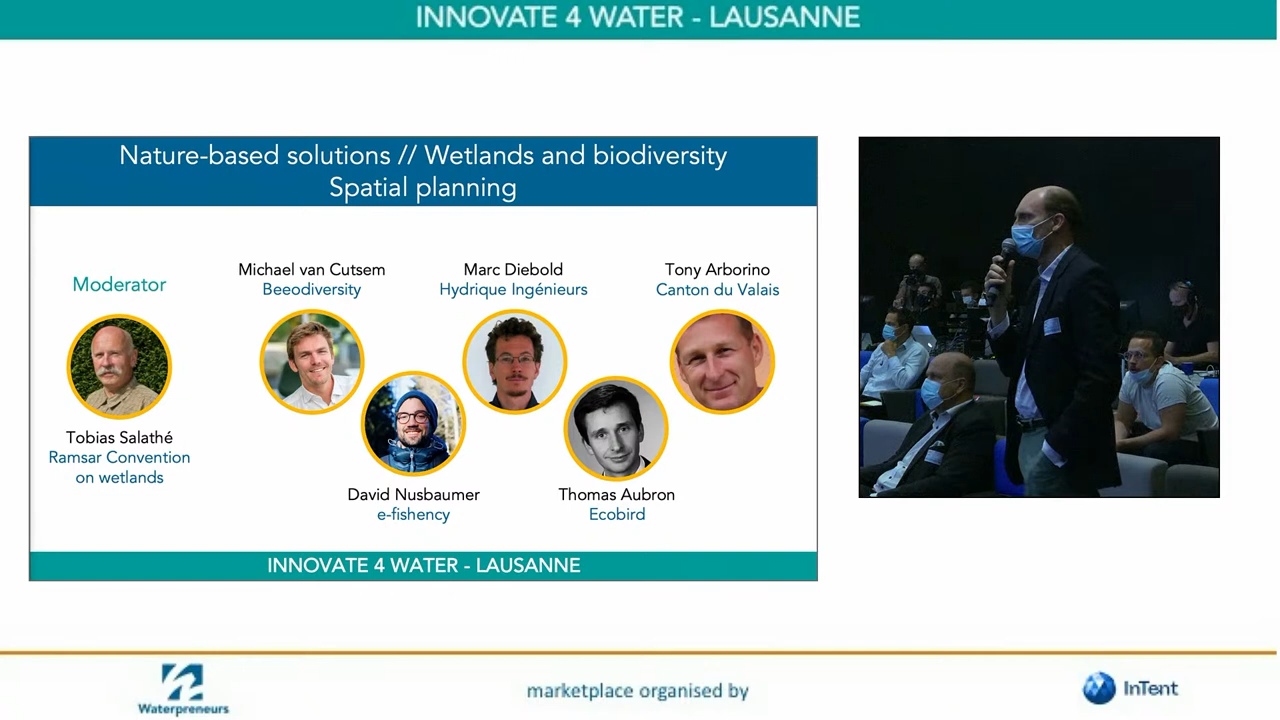 INNOVATE 4 WATER - LAUSANNE
Nature-based solutions // Wetlands and biodiversity
Spatial planning
Moderator
Tobias Salathé
Ramsar Convention
on wetlands
Michael van Cutsem
Beeodiversity
David Nusbaumer
e-fishency
Marc Diebold
Hydrique Ingénieurs
Thomas Aubron
Ecobird
Tony Arborino
Canton du Valais
INNOVATE 4 WATER - LAUSANNE
Waterpreneurs
marketplace organised by
InTent